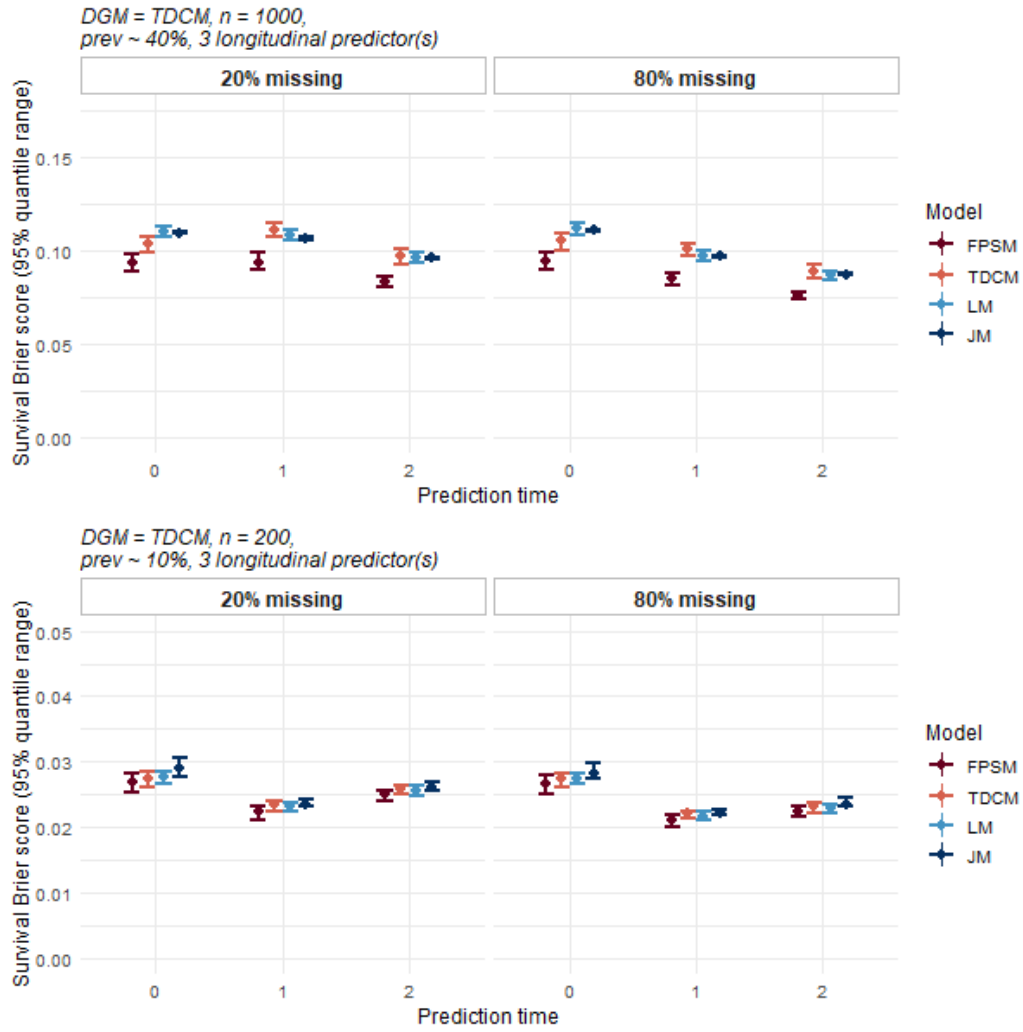 DGM = TDCM, n = 1000,
prev ~ 40%, 3 longitudinal predictor(s)
20% missing
80% missing
Survival Brier score (95% quantile range)
0.15
0.10
0.05
0.00
0
1
2
0
1
2
Prediction time
Model
FPSM
TDCM
LM
JM
DGM = TDCM, n = 200,
prev ~ 10%, 3 longitudinal predictor(s)
20% missing
80% missing
Survival Brier score (95% quantile range)
0.05
0.04
0.03
0.02
0.01
0.00
0
1
2
0
1
2
Prediction time
Model
FPSM
TDCM
LM
JM